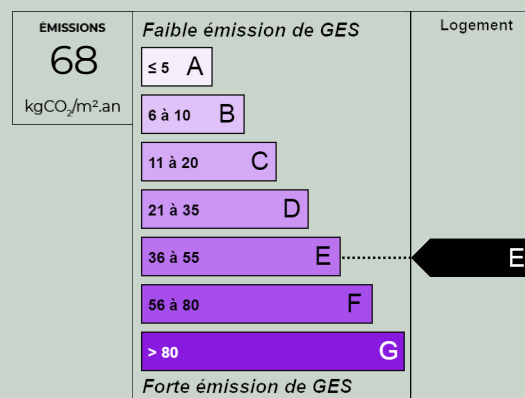 ÉMISSIONS
68
kgCO₂/m².an
Faible émission de GES
≤ 5 A
6 à 10 B
11 à 20 C
21 à 35 D
36 à 55 E
56 à 80 F
> 80 G
Forte émission de GES
Logement
E